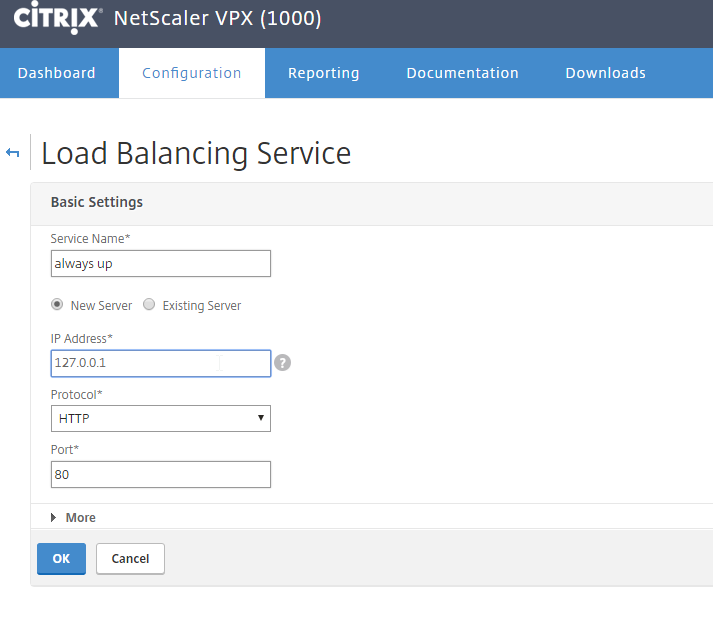 CITRIX® NetScaler VPX (1000)
Dashboard Configuration Reporting Documentation Downloads
Load Balancing Service
Basic Settings
Service Name*
always up
New Server Existing Server
IP Address*
127.0.0.1 ?
Protocol*
HTTP
Port*
80
More
OK Cancel